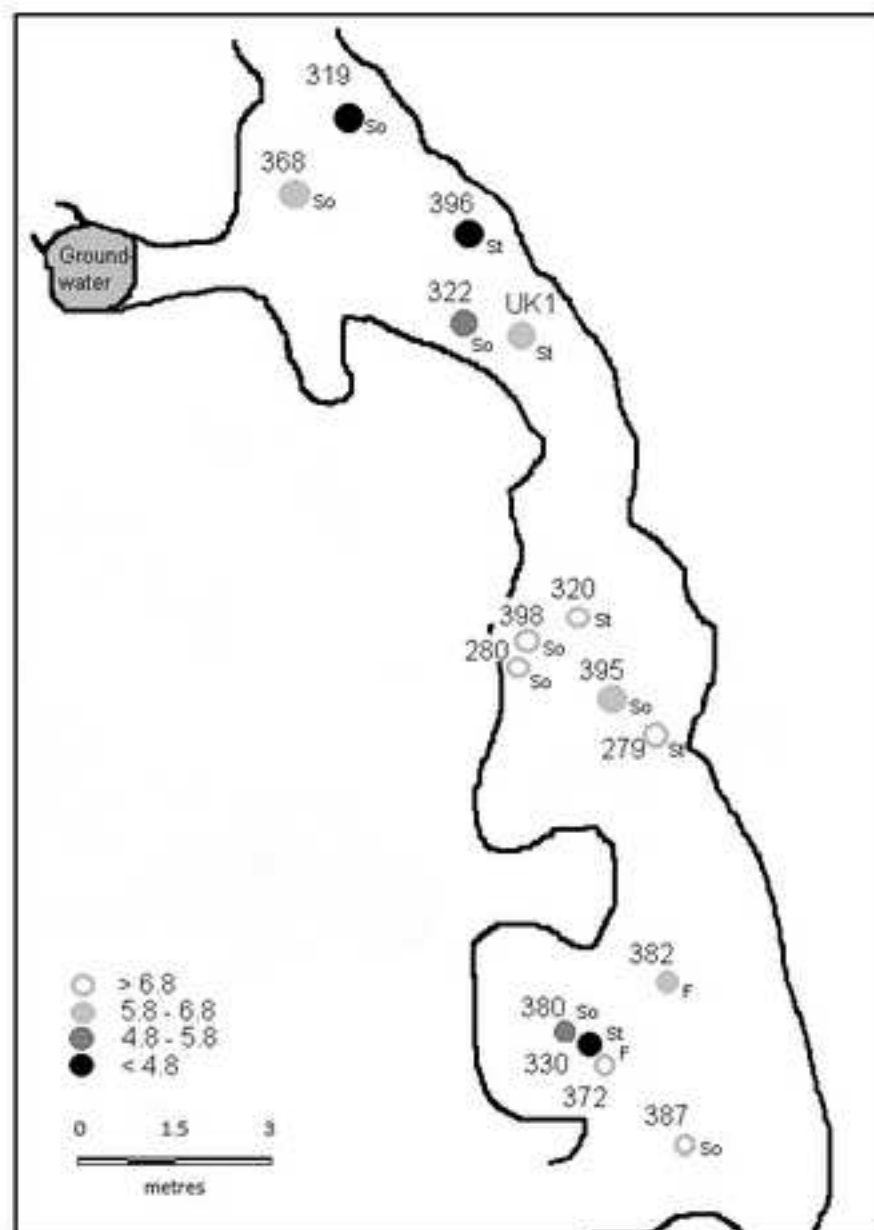 319
So
368
So
396
St
Ground-
water
322
So
UK1
St
320
St
398
So
280
So
395
So
279
St
382
F
380
So
St
330
F
372
387
So
> 6.8
5.8 - 6.8
4.8 - 5.8
< 4.8
0 1.5 3
metres